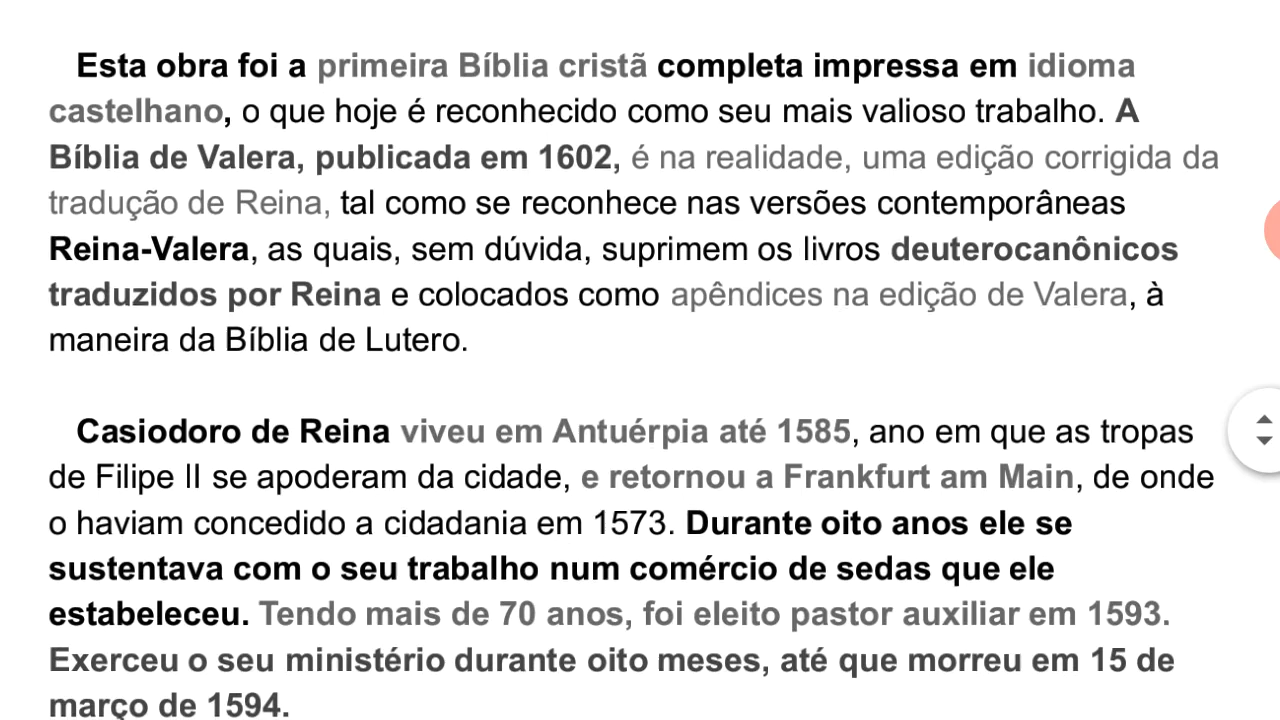 Esta obra foi a primeira Bíblia cristã completa impressa em idioma
castelhano, o que hoje é reconhecido como seu mais valioso trabalho. A
Bíblia de Valera, publicada em 1602, é na realidade, uma edição corrigida da
tradução de Reina, tal como se reconhece nas versões contemporâneas
Reina-Valera, as quais, sem dúvida, suprimem os livros deuterocanônicos
traduzidos por Reina e colocados como apêndices na edição de Valera, à
maneira da Bíblia de Lutero.
Casiodoro de Reina viveu em Antuérpia até 1585, ano em que as tropas
de Filipe II se apoderam da cidade, e retornou a Frankfurt am Main, de onde
o haviam concedido a cidadania em 1573. Durante oito anos ele se
sustentava com o seu trabalho num comércio de sedas que ele
estabeleceu. Tendo mais de 70 anos, foi eleito pastor auxiliar em 1593.
Exerceu o seu ministério durante oito meses, até que morreu em 15 de
março de 1594.